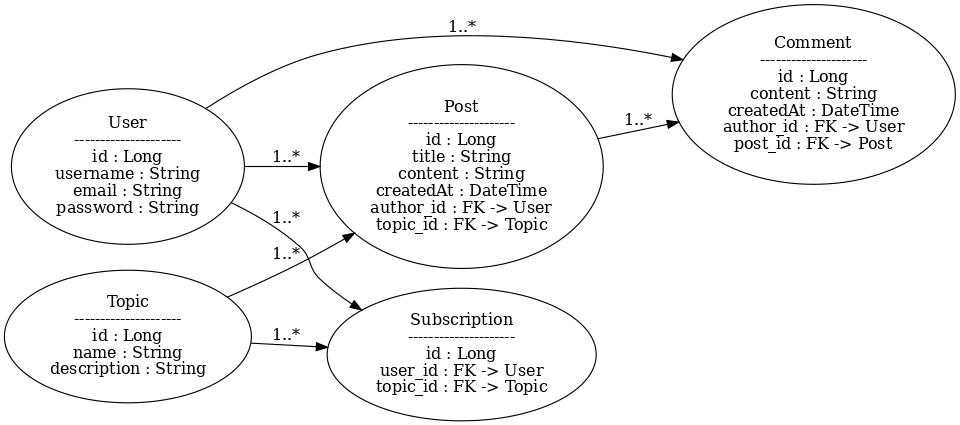 User
---------------------
id : Long
username : String
email : String
password : String
Topic
---------------------
id : Long
name : String
description : String
Post
---------------------
id : Long
title : String
content : String
createdAt : DateTime
author_id : FK -> User
topic_id : FK -> Topic
Subscription
---------------------
id : Long
user_id : FK -> User
topic_id : FK -> Topic
Comment
---------------------
id : Long
content : String
createdAt : DateTime
author_id : FK -> User
post_id : FK -> Post
1..*
1..*
1..*
1..*
1..*
1..*